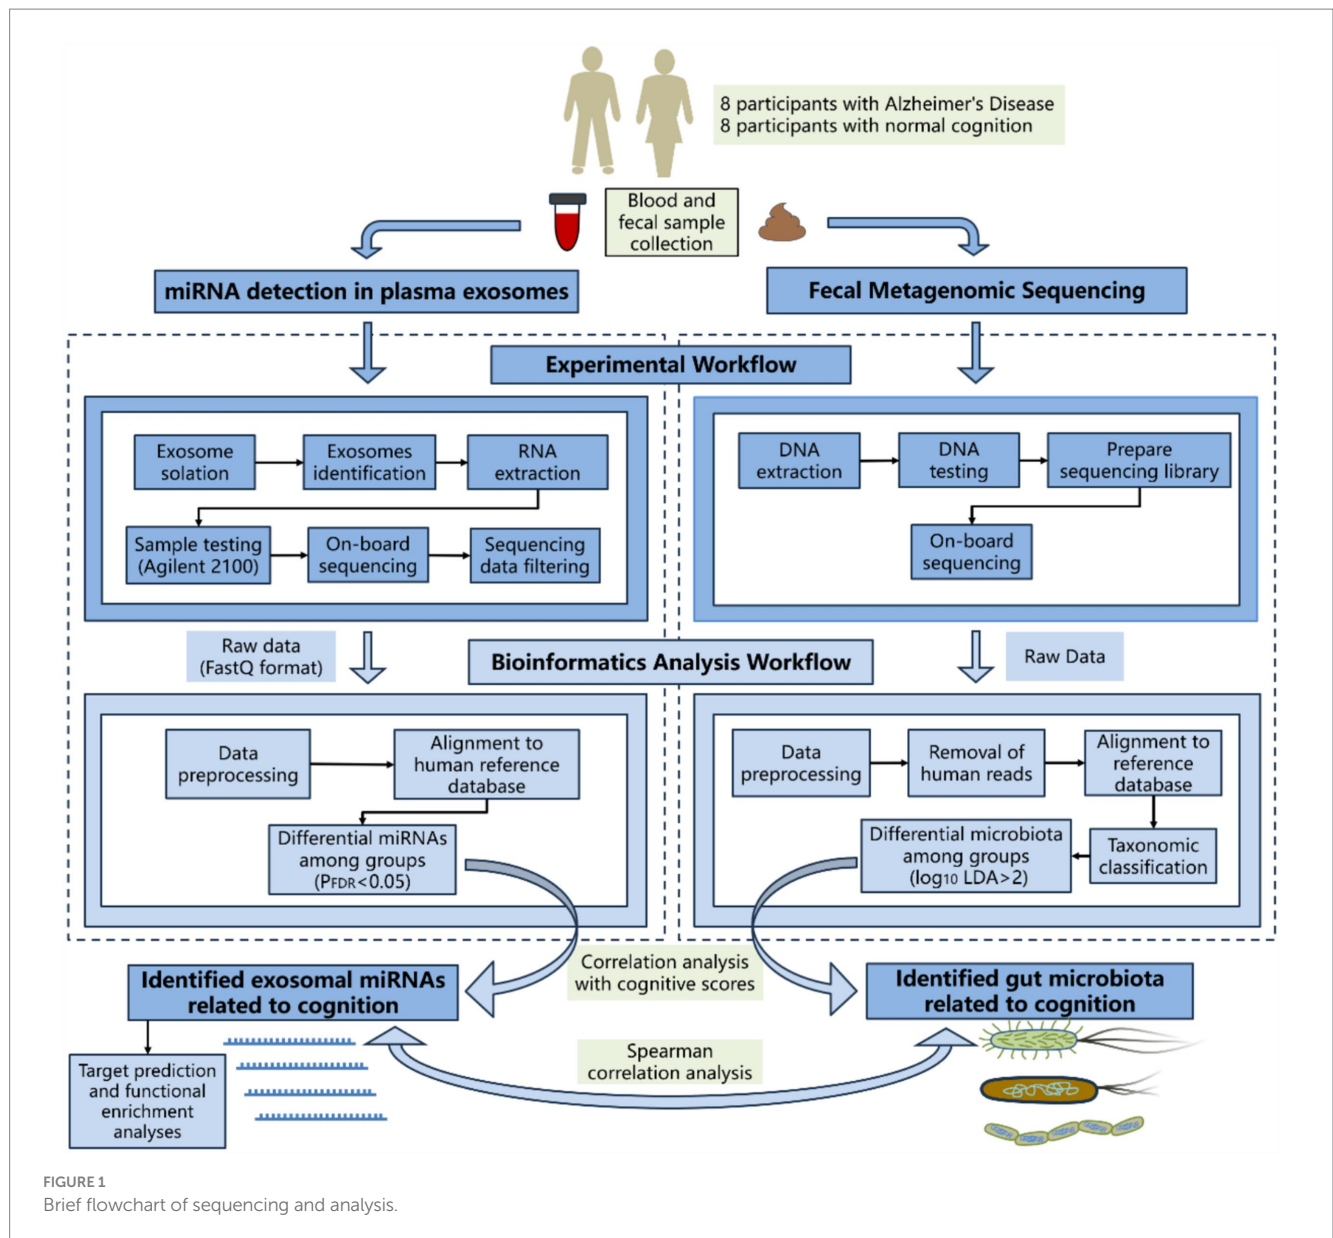 8 participants with Alzheimer's Disease
8 participants with normal cognition
Blood and
fecal sample
collection
miRNA detection in plasma exosomes
Fecal Metagenomic Sequencing
Experimental Workflow
Exosome
solation
Exosomes
identification
RNA
extraction
Sample testing
(Agilent 2100)
On-board
sequencing
Sequencing
data filtering
DNA
extraction
DNA
testing
Prepare
sequencing library
On-board
sequencing
Raw data
(FastQ format)
Bioinformatics Analysis Workflow
Raw Data
Data
preprocessing
Alignment to
human reference
database
Differential miRNAs
among groups
(PFDR<0.05)
Data
preprocessing
Removal of
human reads
Alignment to
reference
database
Taxonomic
classification
Differential microbiota
among groups
(log₁₀ LDA>2)
Correlation analysis
with cognitive scores
Identified exosomal miRNAs
related to cognition
Identified gut microbiota
related to cognition
Spearman
correlation analysis
Target prediction
and functional
enrichment
analyses
FIGURE 1
Brief flowchart of sequencing and analysis.